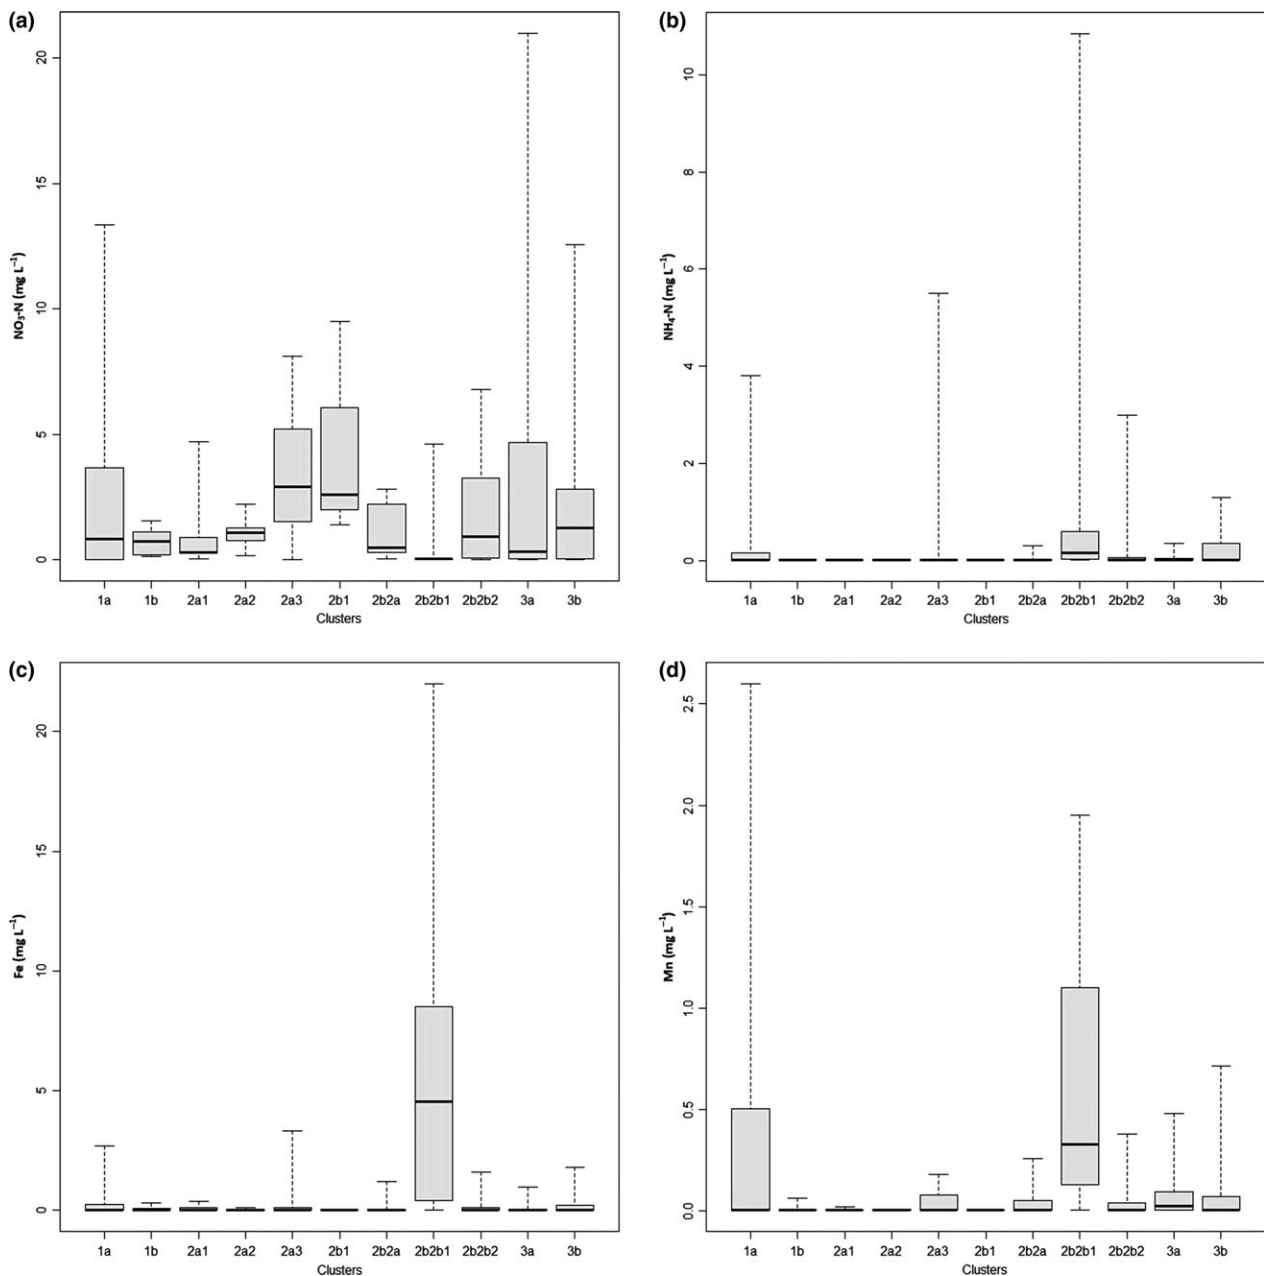 (a)
NO₃-N (mg L⁻¹)
0 5 10 15 20
1a 1b 2a1 2a2 2a3 2b1 2b2a 2b2b1 2b2b2 3a 3b
Clusters
(b)
NH₄-N (mg L⁻¹)
0 2 4 6 8 10
1a 1b 2a1 2a2 2a3 2b1 2b2a 2b2b1 2b2b2 3a 3b
Clusters
(c)
Fe (mg L⁻¹)
0 5 10 15 20
1a 1b 2a1 2a2 2a3 2b1 2b2a 2b2b1 2b2b2 3a 3b
Clusters
(d)
Mn (mg L⁻¹)
0.0 0.5 1.0 1.5 2.0 2.5
1a 1b 2a1 2a2 2a3 2b1 2b2a 2b2b1 2b2b2 3a 3b
Clusters